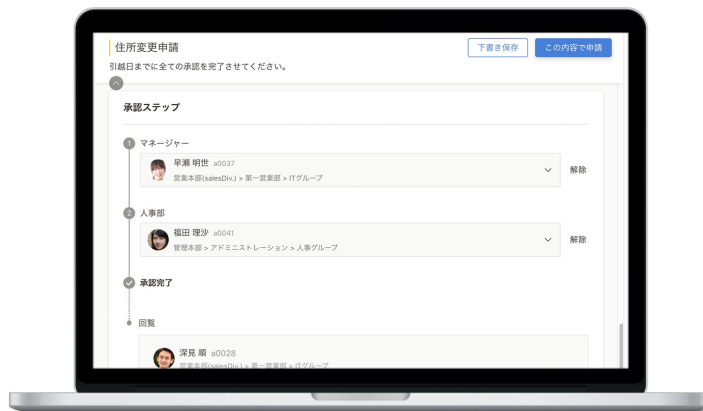 住所変更申請
下書き保存
この内容で申請
引越日までに全ての承認を完了させてください。
承認ステップ
1 マネージャー
早瀬 明世 a0037
営業本部(salesDiv.) > 第一営業部 > ITグループ
解除
2 人事部
福田 理沙 a0041
管理本部 > アドミニストレーション > 人事グループ
解除
承認完了
回覧
深見 順 a0028
営業本部(salesDiv.) > 第一営業部 > ITグループ